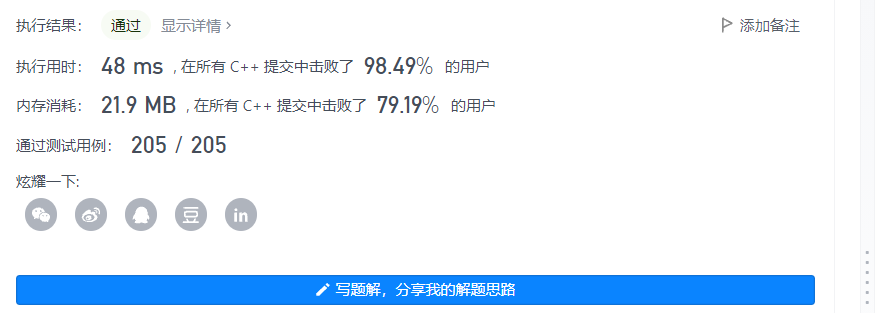 执行结果： 通过 显示详情 › 添加备注
执行用时： 48 ms , 在所有 C++ 提交中击败了 98.49% 的用户
内存消耗： 21.9 MB , 在所有 C++ 提交中击败了 79.19% 的用户
通过测试用例： 205 / 205
炫耀一下:
豆 in
写题解，分享我的解题思路